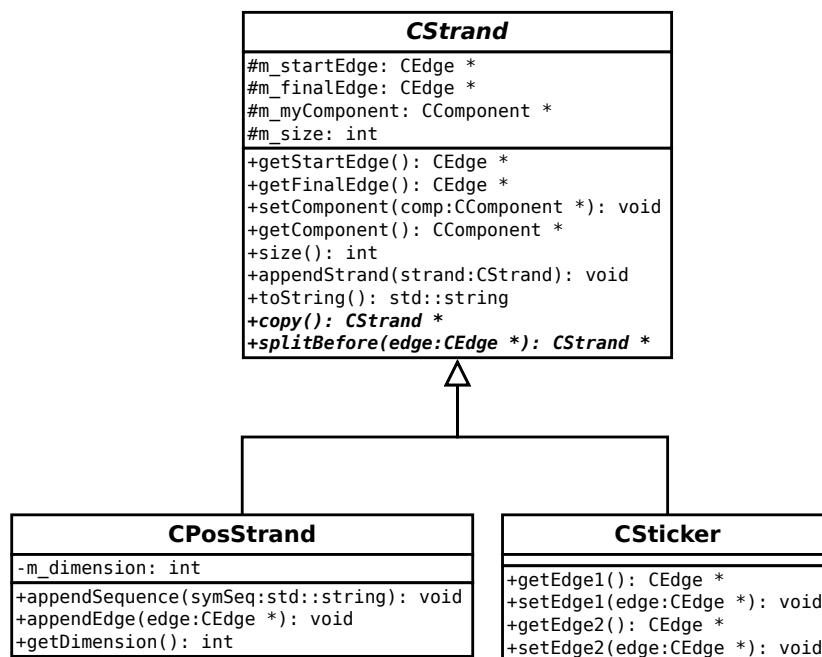 CStrand
#m_startEdge: CEdge *
#m_finalEdge: CEdge *
#m_myComponent: CComponent *
#m_size: int
+getStartEdge(): CEdge *
+getFinalEdge(): CEdge *
+setComponent(comp:CComponent *): void
+getComponent(): CComponent *
+size(): int
+appendStrand(strand:CStrand): void
+toString(): std::string
+copy(): CStrand *
+splitBefore(edge:CEdge *): CStrand *
CPosStrand
-m_dimension: int
+appendSequence(symSeq:std::string): void
+appendEdge(edge:CEdge *): void
+getDimension(): int
CSticker
+getEdge1(): CEdge *
+setEdge1(edge:CEdge *): void
+getEdge2(): CEdge *
+setEdge2(edge:CEdge *): void